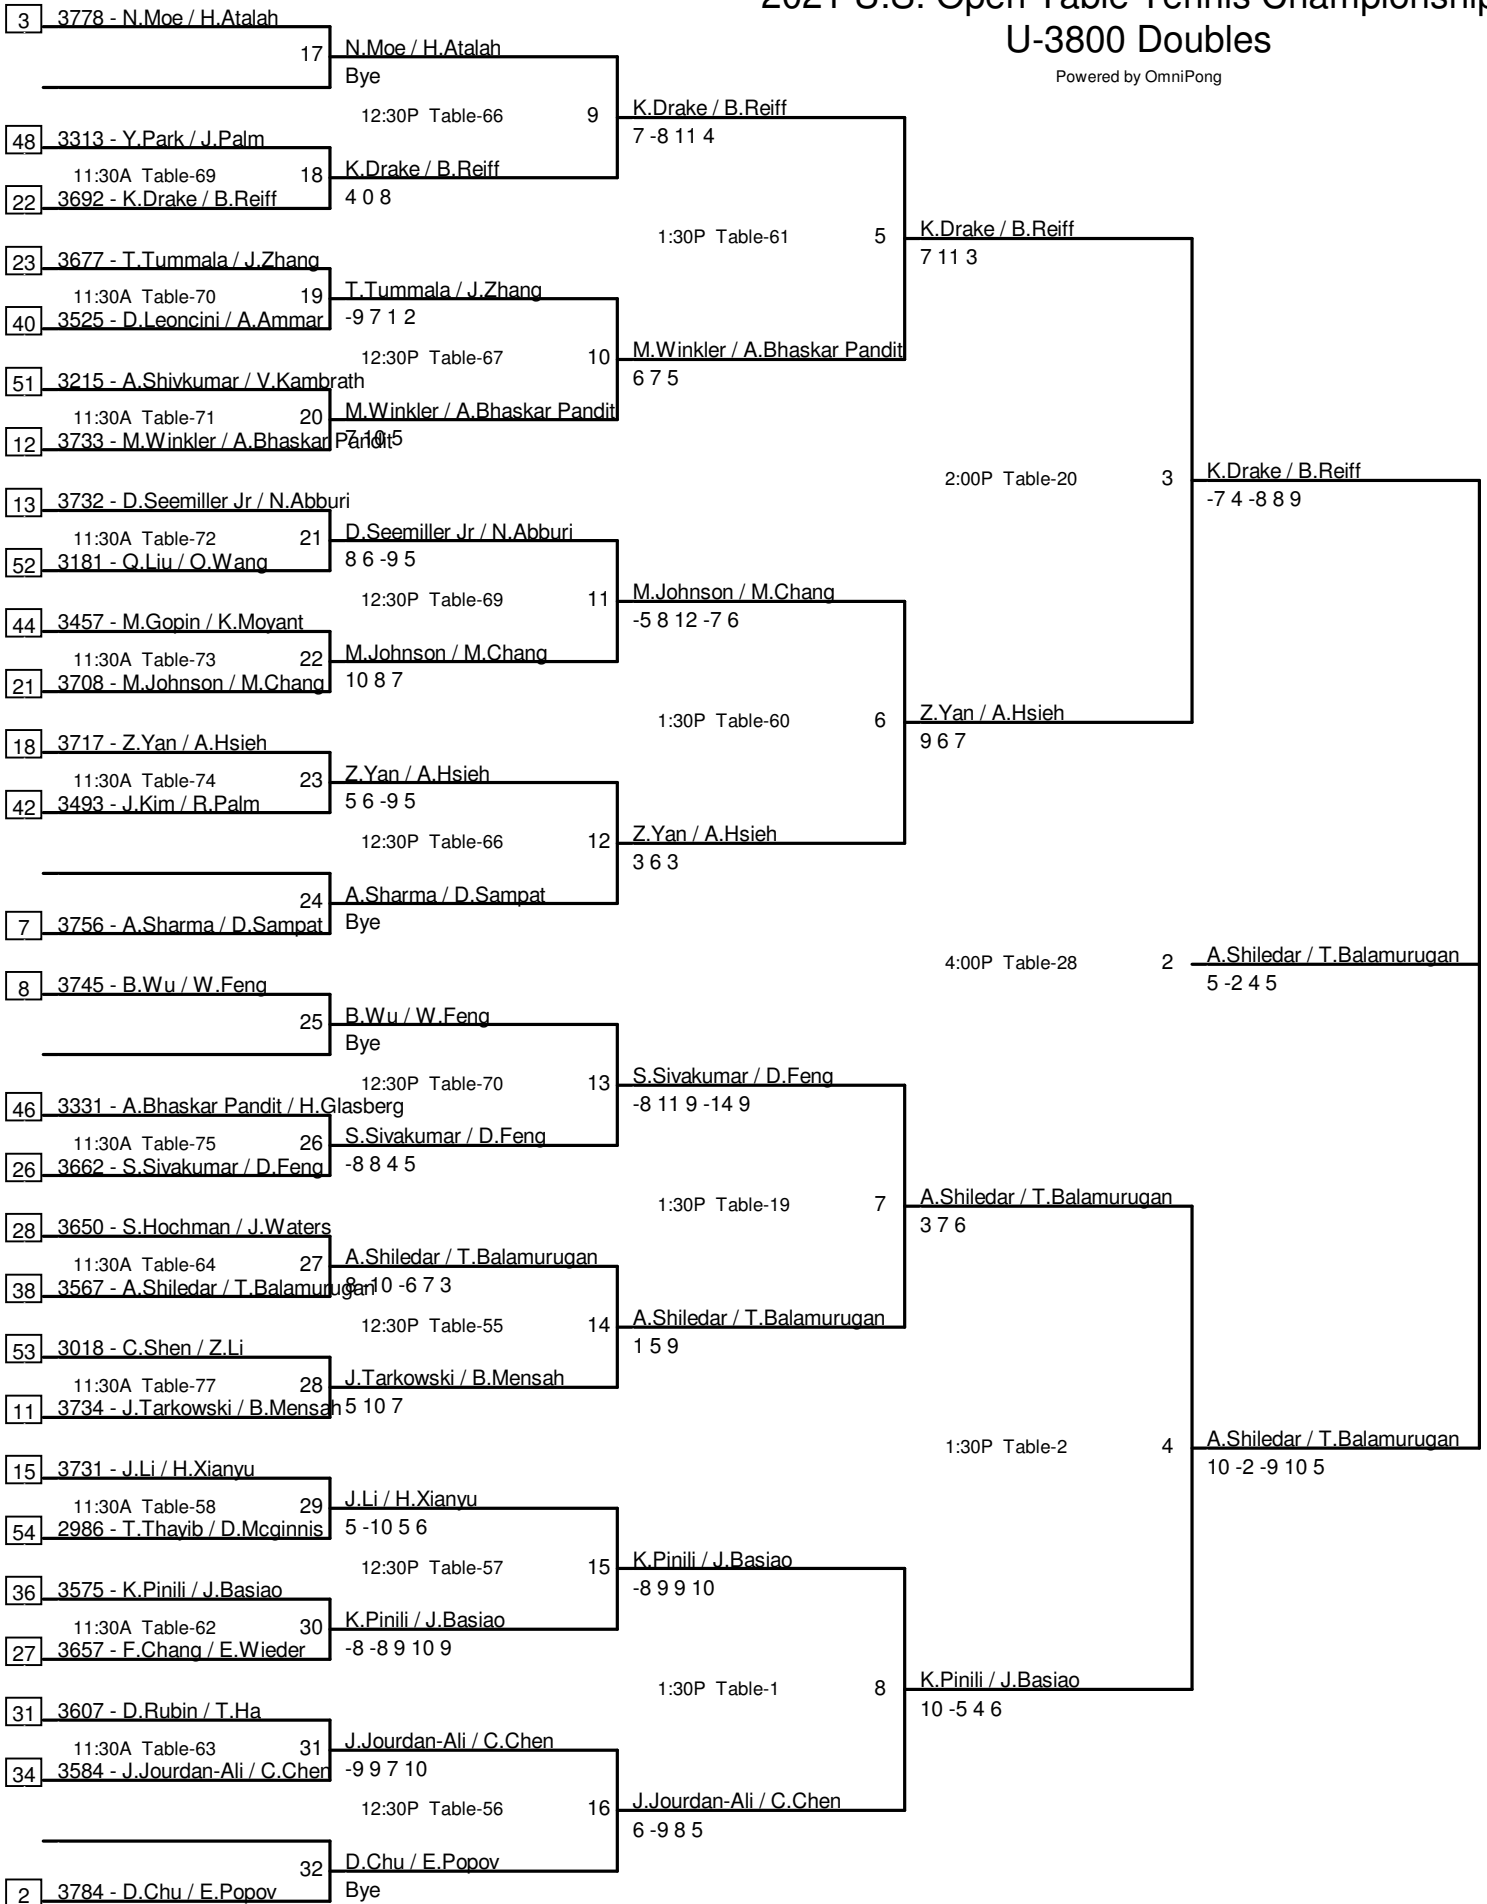 2021 U.S. Open Table Tennis Championship
U-3800 Doubles
Powered by OmniPong
3 3778 - N.Moe / H.Atalah
17 N.Moe / H.Atalah
Bye
12:30P Table-66 9 K.Drake / B.Reiff
7 -8 11 4
48 3313 - Y.Park / J.Palm
11:30A Table-69 18 K.Drake / B.Reiff
4 0 8
22 3692 - K.Drake / B.Reiff
1:30P Table-61 5 K.Drake / B.Reiff
7 11 3
23 3677 - T.Tummala / J.Zhang
11:30A Table-70 19 T.Tummala / J.Zhang
-9 7 1 2
40 3525 - D.Leoncini / A.Ammar
12:30P Table-67 10 M.Winkler / A.Bhaskar Pandit
6 7 5
51 3215 - A.Shivkumar / V.Kambrath
11:30A Table-71 20 M.Winkler / A.Bhaskar Pandit
7 10 5
12 3733 - M.Winkler / A.Bhaskar Pandit
2:00P Table-20 3 K.Drake / B.Reiff
-7 4 -8 8 9
13 3732 - D.Seemiller Jr / N.Abburi
11:30A Table-72 21 D.Seemiller Jr / N.Abburi
8 6 -9 5
52 3181 - Q.Liu / O.Wang
12:30P Table-69 11 M.Johnson / M.Chang
-5 8 12 -7 6
44 3457 - M.Gopin / K.Moyant
11:30A Table-73 22 M.Johnson / M.Chang
10 8 7
21 3708 - M.Johnson / M.Chang
1:30P Table-60 6 Z.Yan / A.Hsieh
9 6 7
18 3717 - Z.Yan / A.Hsieh
11:30A Table-74 23 Z.Yan / A.Hsieh
5 6 -9 5
42 3493 - J.Kim / R.Palm
12:30P Table-66 12 Z.Yan / A.Hsieh
3 6 3
24 A.Sharma / D.Sampat
Bye
7 3756 - A.Sharma / D.Sampat
4:00P Table-28 2 A.Shiledar / T.Balamurugan
5 -2 4 5
8 3745 - B.Wu / W.Feng
25 B.Wu / W.Feng
Bye
12:30P Table-70 13 S.Sivakumar / D.Feng
-8 11 9 -14 9
46 3331 - A.Bhaskar Pandit / H.Glasberg
11:30A Table-75 26 S.Sivakumar / D.Feng
-8 8 4 5
26 3662 - S.Sivakumar / D.Feng
1:30P Table-19 7 A.Shiledar / T.Balamurugan
3 7 6
28 3650 - S.Hochman / J.Waters
11:30A Table-64 27 A.Shiledar / T.Balamurugan
8 -10 -6 7 3
38 3567 - A.Shiledar / T.Balamurugan
12:30P Table-55 14 A.Shiledar / T.Balamurugan
1 5 9
53 3018 - C.Shen / Z.Li
11:30A Table-77 28 J.Tarkowski / B.Mensah
5 10 7
11 3734 - J.Tarkowski / B.Mensah
1:30P Table-2 4 A.Shiledar / T.Balamurugan
10 -2 -9 10 5
15 3731 - J.Li / H.Xianyu
11:30A Table-58 29 J.Li / H.Xianyu
5 -10 5 6
54 2986 - T.Thayib / D.Mcginnis
12:30P Table-57 15 K.Pinili / J.Basiao
-8 9 9 10
36 3575 - K.Pinili / J.Basiao
11:30A Table-62 30 K.Pinili / J.Basiao
-8 -8 9 10 9
27 3657 - F.Chang / E.Wieder
1:30P Table-1 8 K.Pinili / J.Basiao
10 -5 4 6
31 3607 - D.Rubin / T.Ha
11:30A Table-63 31 J.Jourdan-Ali / C.Chen
-9 9 7 10
34 3584 - J.Jourdan-Ali / C.Chen
12:30P Table-56 16 J.Jourdan-Ali / C.Chen
6 -9 8 5
32 D.Chu / E.Popov
Bye
2 3784 - D.Chu / E.Popov